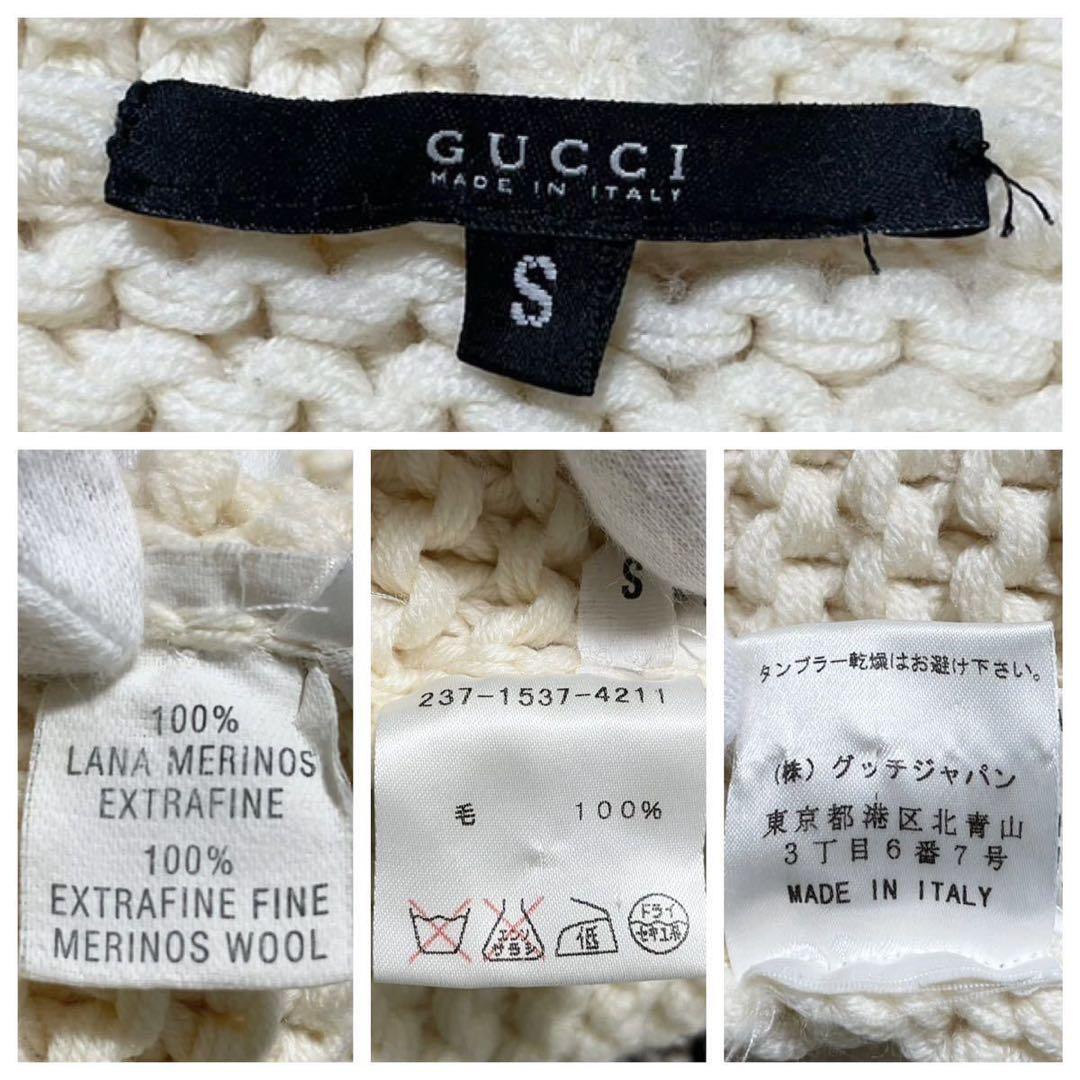 GUCCI
MADE IN ITALY
S
100%
LANA MERINOS
EXTRAFINE
100%
EXTRAFINE FINE
MERINOS WOOL
S
237-1537-4211
毛 100%
エンソ
サラシ
低
ドライ
セキユ系
タンブラー乾燥はお避け下さい。
(株) グッチジャパン
東京都港区北青山
3丁目6番7号
MADE IN ITALY